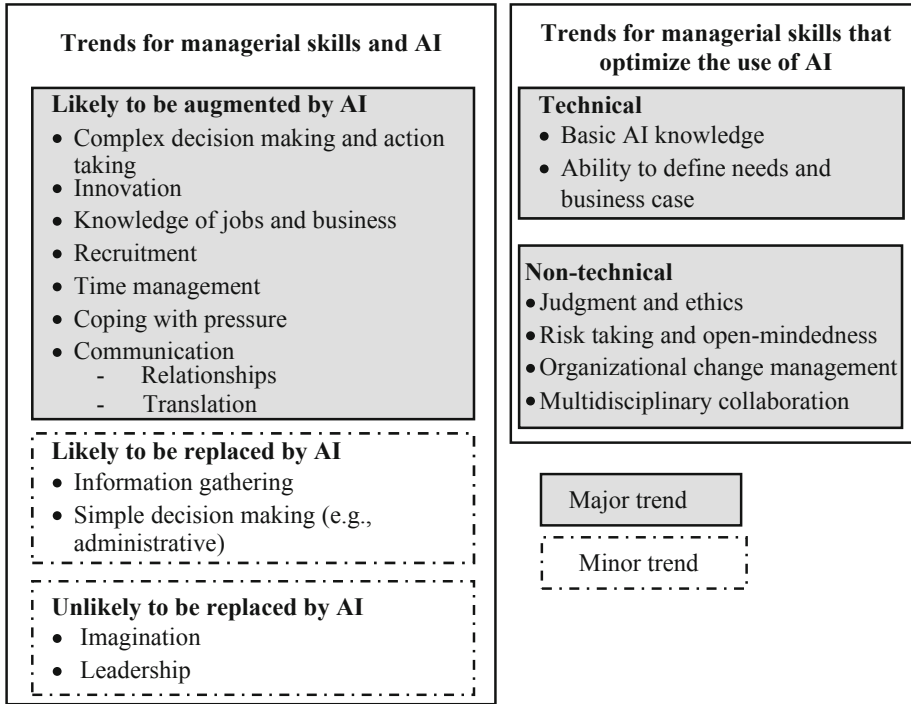 Trends for managerial skills and AI
Likely to be augmented by AI
• Complex decision making and action
taking
• Innovation
• Knowledge of jobs and business
• Recruitment
• Time management
• Coping with pressure
• Communication
- Relationships
- Translation
Likely to be replaced by AI
• Information gathering
• Simple decision making (e.g.,
administrative)
Unlikely to be replaced by AI
• Imagination
• Leadership
Trends for managerial skills that
optimize the use of AI
Technical
• Basic AI knowledge
• Ability to define needs and
business case
Non-technical
• Judgment and ethics
• Risk taking and open-mindedness
• Organizational change management
• Multidisciplinary collaboration
Major trend
Minor trend